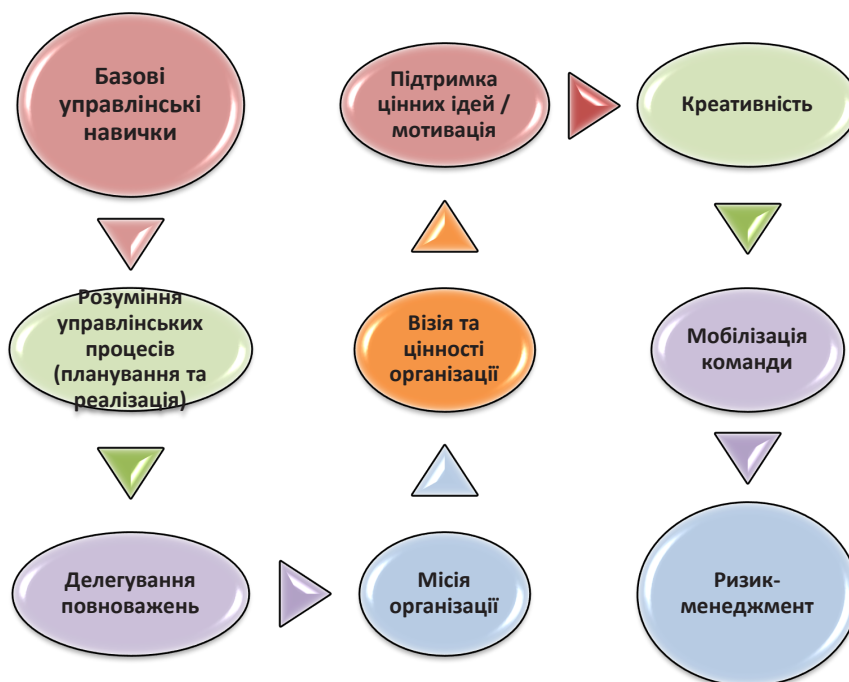 Базові
управлінські
навички
Розуміння
управлінських
процесів
(планування та
реалізація)
Делегування
повноважень
Місія
організації
Візія та
цінності
організації
Підтримка
цінних ідей /
мотивація
Креативність
Мобілізація
команди
Ризик-
менеджмент